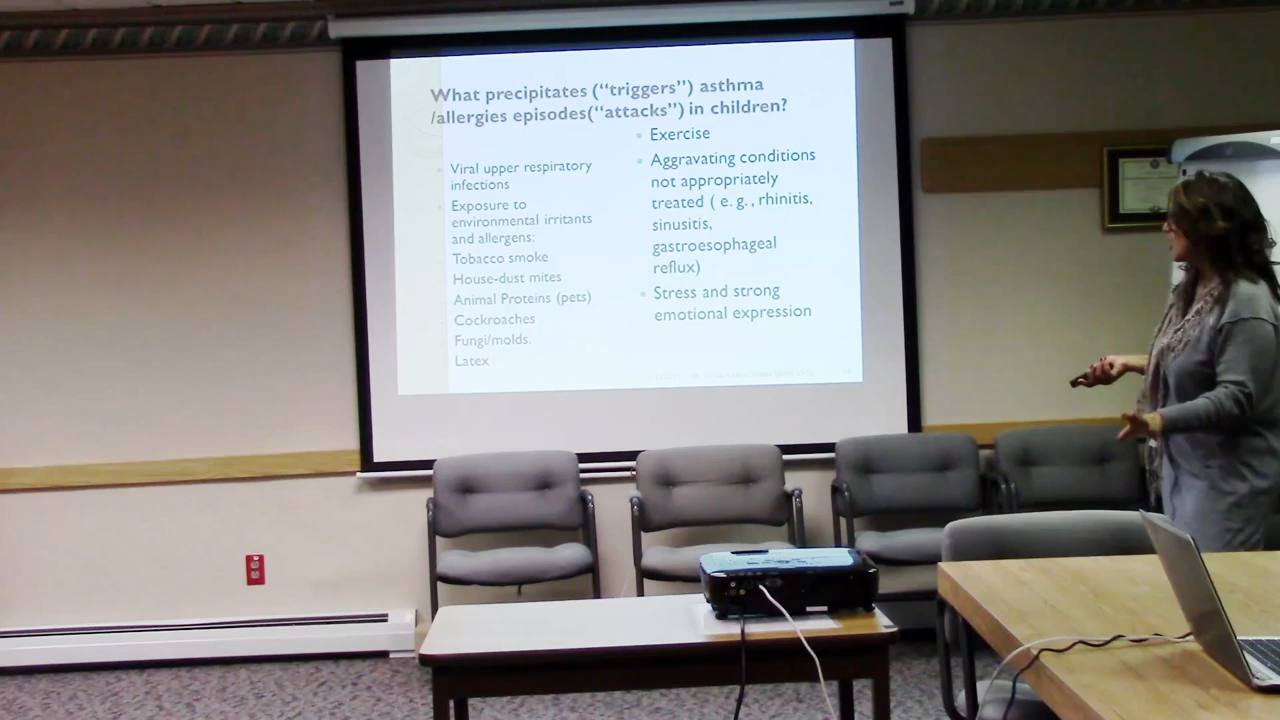 What precipitates (“triggers”) asthma
/allergies episodes(“attacks”) in children?
Viral upper respiratory
infections
Exposure to
environmental irritants
and allergens:
Tobacco smoke
House-dust mites
Animal Proteins (pets)
Cockroaches
Fungi/molds.
Latex
Exercise
Aggravating conditions
not appropriately
treated ( e. g. , rhinitis,
sinusitis,
gastroesophageal
reflux)
Stress and strong
emotional expression